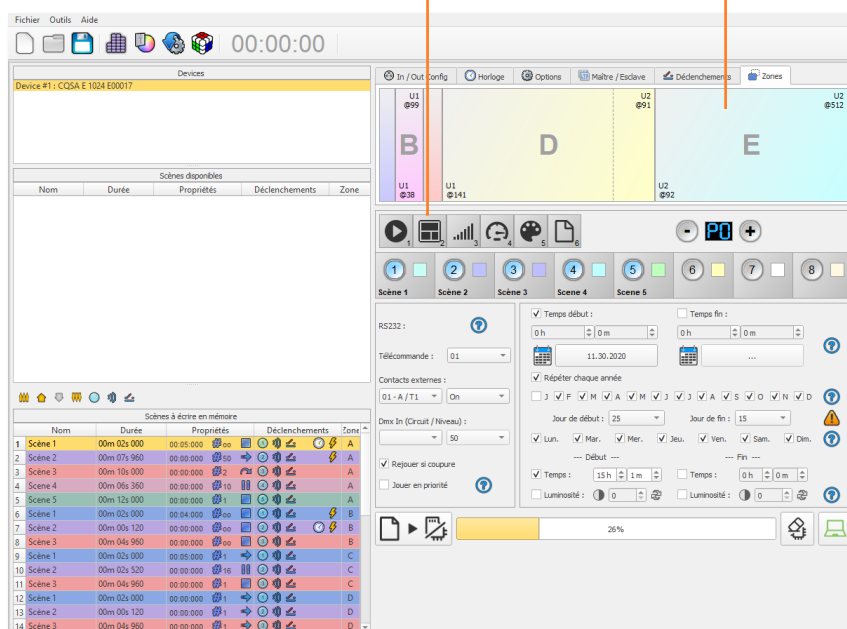 Fichier Outils Aide
00:00:00
Devices
Device #1 : CQSA E 1024 E00017
Scènes disponibles
Nom Durée Propriétés Déclenchements Zone
Scènes à écrire en mémoire
Nom Durée Propriétés Déclenchements Zone
1 Scène 1 00m 02s 000 00:05:000 oo A
2 Scène 2 00m 07s 960 00:00:000 50 A
3 Scène 3 00m 10s 000 00:00:000 2 A
4 Scène 4 00m 06s 360 00:00:000 10 A
5 Scène 5 00m 12s 000 00:00:000 1 A
6 Scène 1 00m 02s 000 00:04:000 oo B
7 Scène 2 00m 00s 120 00:00:000 oo B
8 Scène 3 00m 04s 960 00:00:000 oo B
9 Scène 1 00m 02s 000 00:05:000 1 C
10 Scène 2 00m 02s 520 00:00:000 16 C
11 Scène 3 00m 04s 960 00:00:000 1 C
12 Scène 1 00m 02s 000 00:00:000 1 D
13 Scène 2 00m 00s 120 00:00:000 1 D
14 Scène 3 00m 04s 960 00:00:000 1 D
In / Out Config Horloge Options Maître / Esclave Déclenchements Zones
U1 @99
B
U1 @38
U2 @91
D
U1 @141
U2 @512
E
U2 @92
1 2 3 4 5 6
- P0 +
1 2 3 4 5 6 7 8
Scène 1 Scène 2 Scène 3 Scene 4 Scene 5
RS232 :
Télécommande : 01
Contacts externes :
01 - A / T1 On
Dmx In (Circuit / Niveau) :
50
Rejouer si coupure
Jouer en priorité
Temps début : Temps fin :
0 h 0 m 0 h 0 m
11.30.2020 ...
Répéter chaque année
J F M A M J J A S O N D
Jour de début : 25 Jour de fin : 15
Lun. Mar. Mer. Jeu. Ven. Sam. Dim.
--- Début --- --- Fin ---
Temps : 15 h 1 m Temps : 0 h 0 m
Luminosité : 0 Luminosité : 0
26%